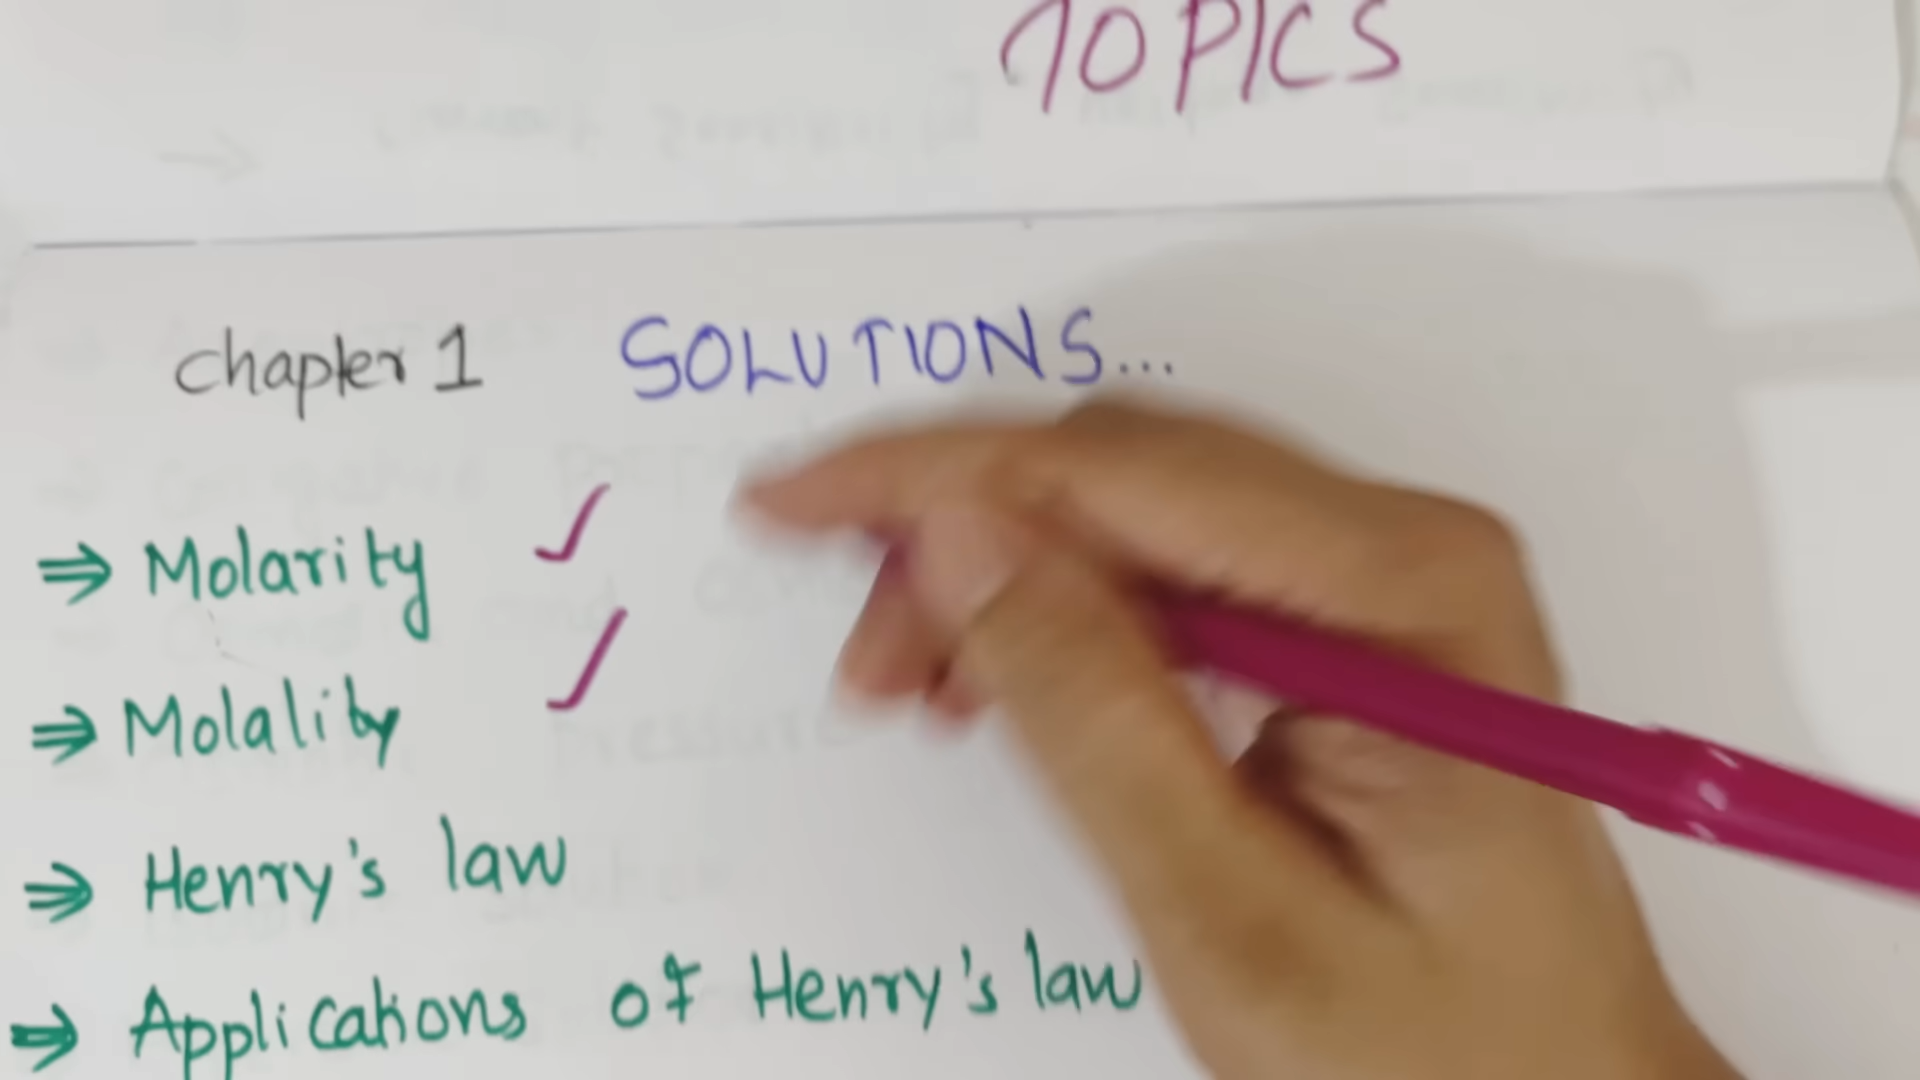 TOPICS
Chapter 1 SOLUTIONS...
⇒ Molarity ✓
⇒ Molality ✓
⇒ Henry's law
⇒ Applications of Henry's law